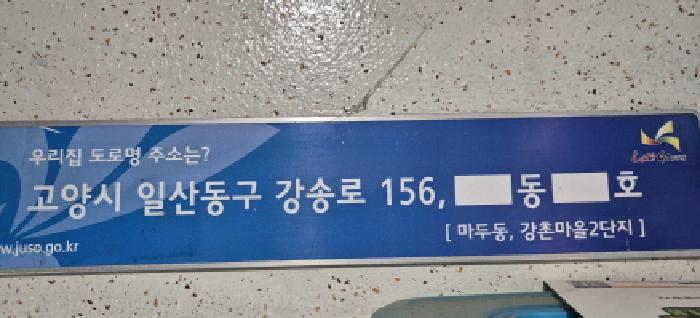 우리집 도로명 주소는?
고양시 일산동구 강송로 156, 동 호
[ 마두동, 강촌마을2단지 ]
w.juso.go.kr